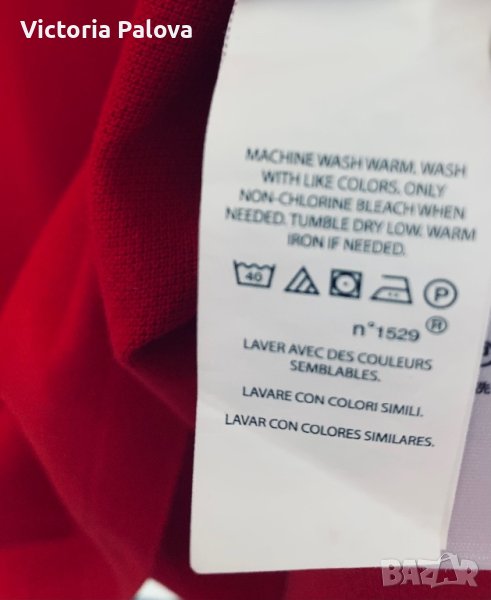 Victoria Palova
MACHINE WASH WARM. WASH
WITH LIKE COLORS. ONLY
NON-CHLORINE BLEACH WHEN
NEEDED. TUMBLE DRY LOW. WARM
IRON IF NEEDED.
40 P
n°1529 ®
LAVER AVEC DES COULEURS
SEMBLABLES.
LAVARE CON COLORI SIMILI.
LAVAR CON COLORES SIMILARES.
BAZAR